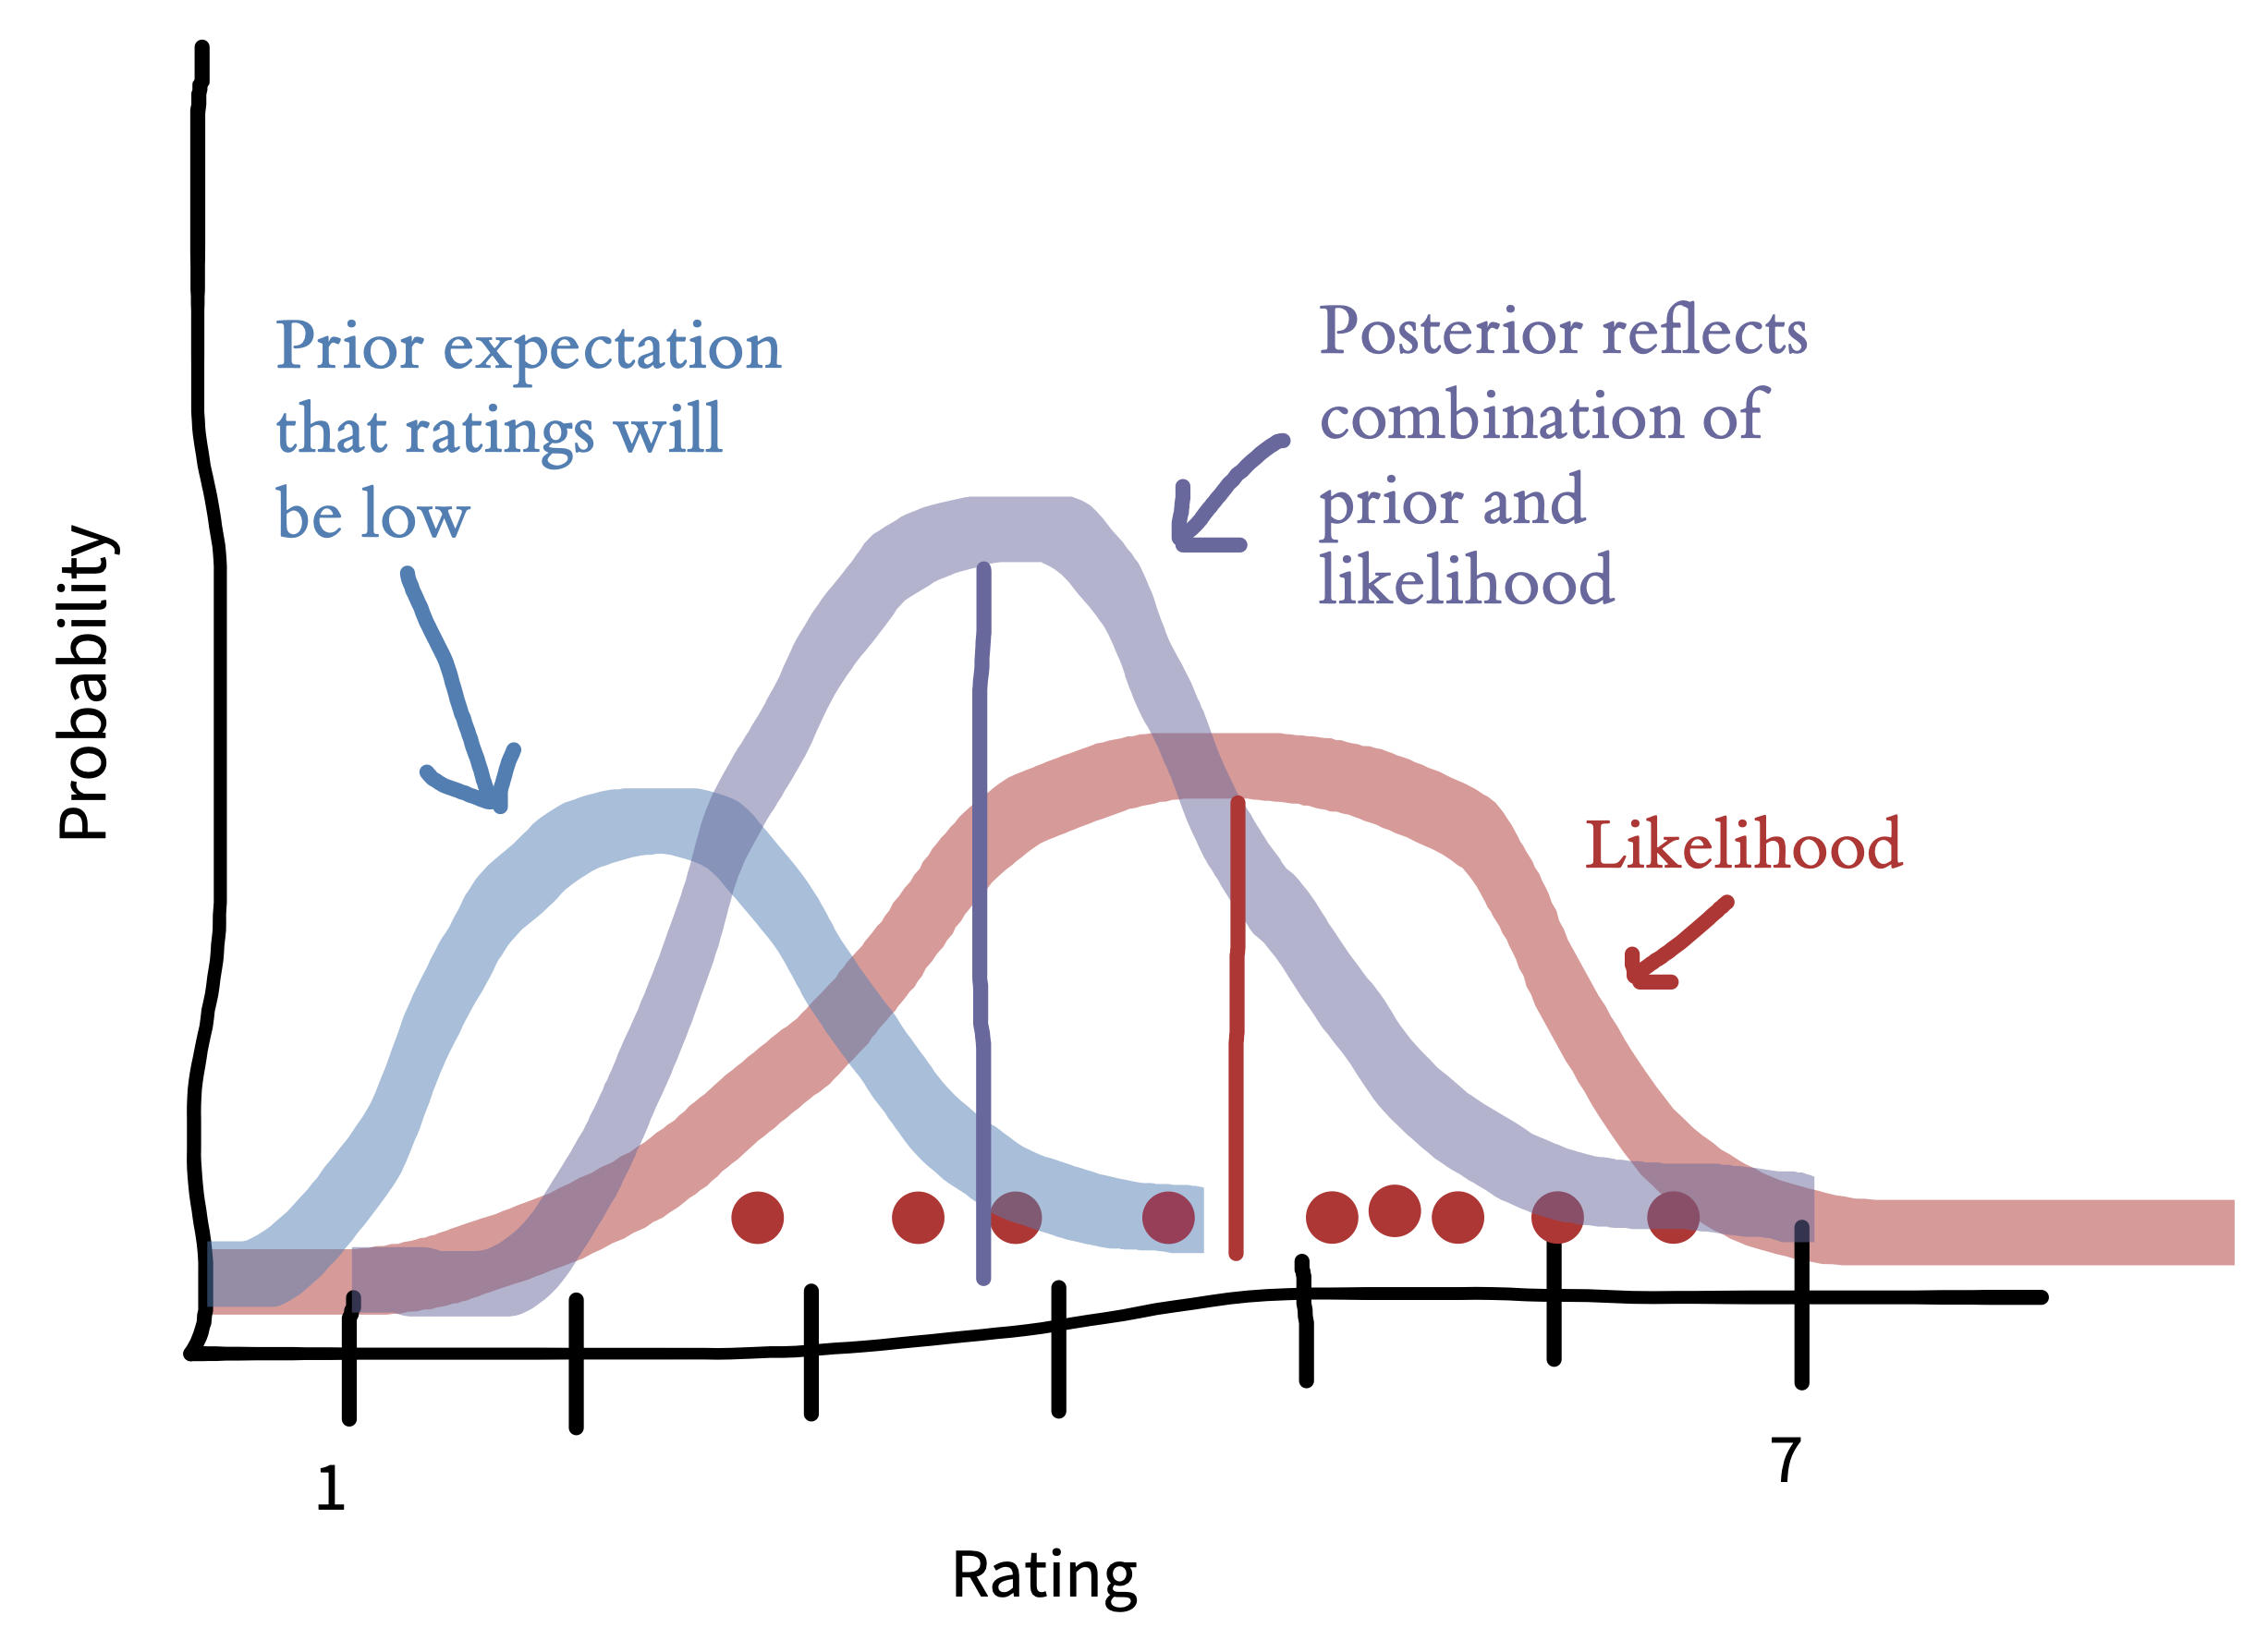 Probability
Prior expectation
that ratings will
be low
Posterior reflects
combination of
prior and
likelihood
Likelihood
1
7
Rating